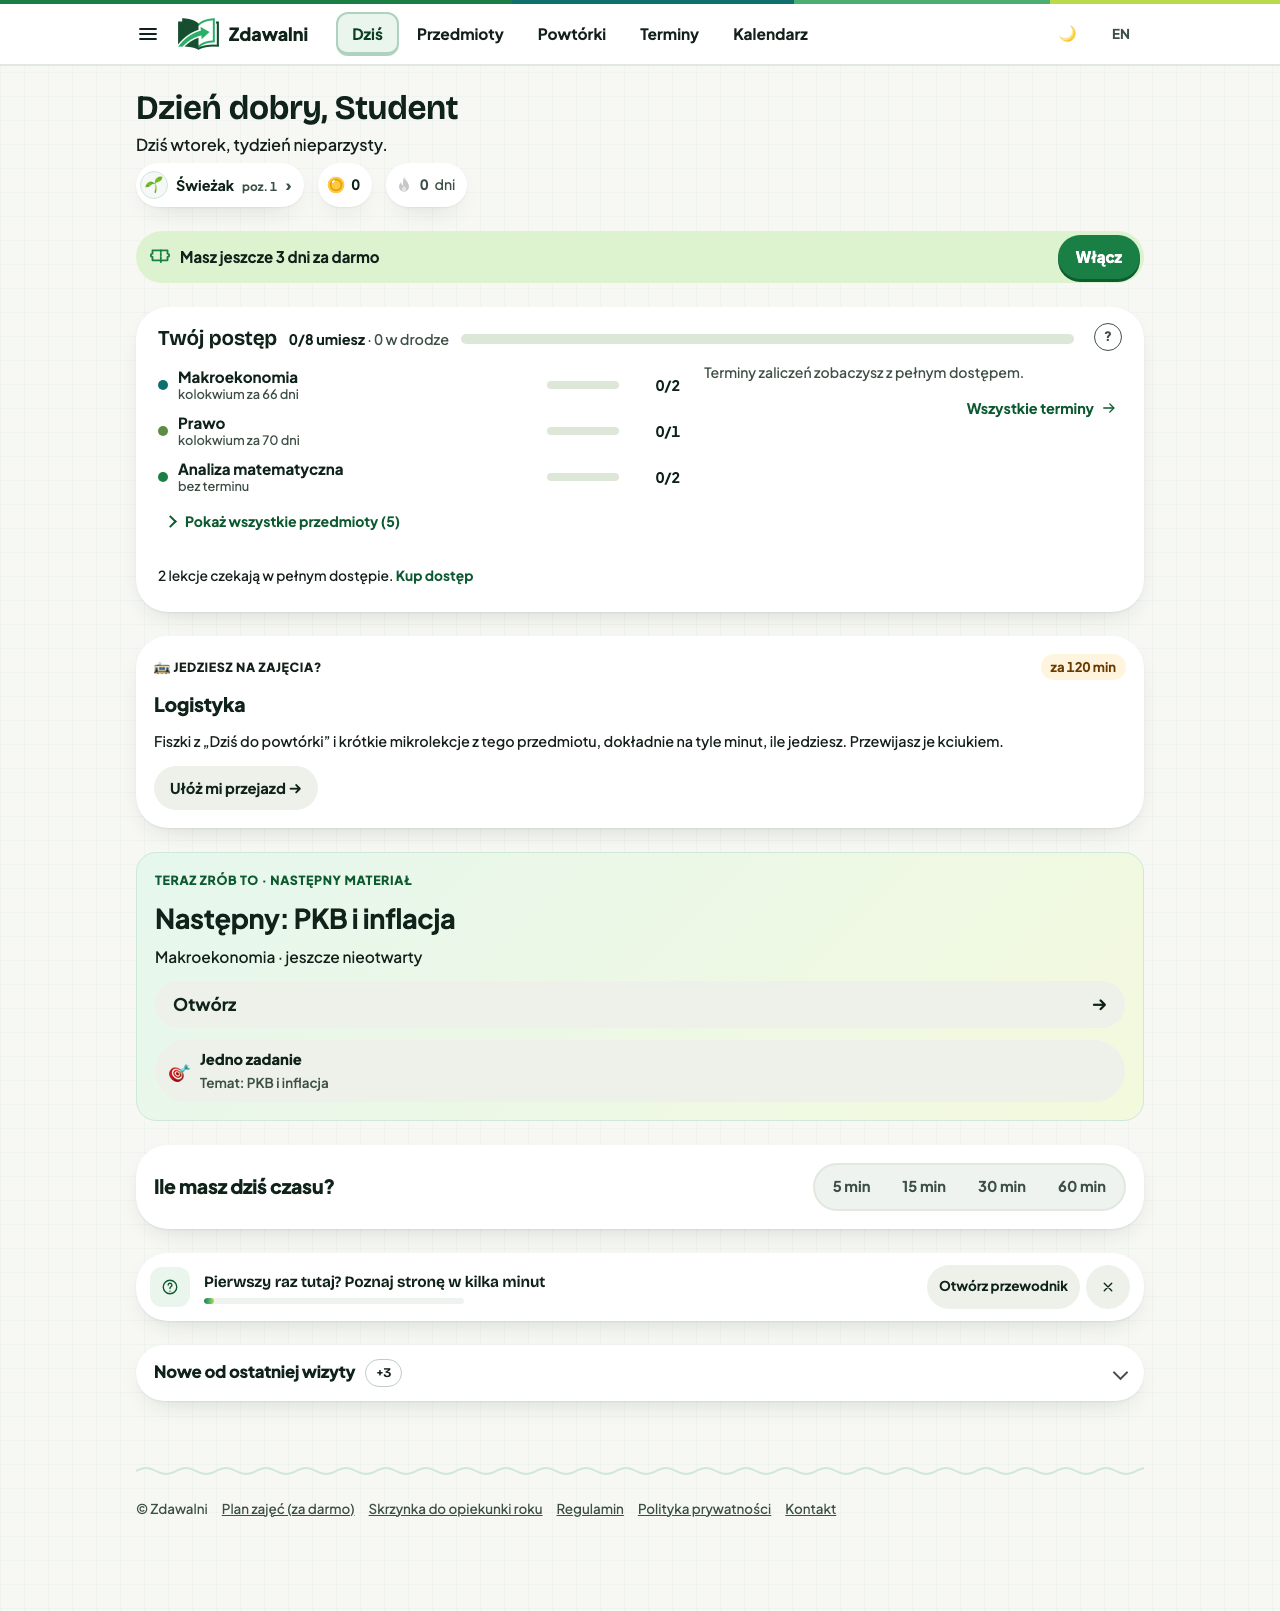 Zdawalni
Dziś
Przedmioty
Powtórki
Terminy
Kalendarz
EN
Dzień dobry, Student
Dziś wtorek, tydzień nieparzysty.
Świeżak poz. 1 ›
0
0 dni
Masz jeszcze 3 dni za darmo
Włącz
Twój postęp 0/8 umiesz · 0 w drodze
?
Makroekonomia
kolokwium za 66 dni
0/2
Prawo
kolokwium za 70 dni
0/1
Analiza matematyczna
bez terminu
0/2
Pokaż wszystkie przedmioty (5)
Terminy zaliczeń zobaczysz z pełnym dostępem.
Wszystkie terminy →
2 lekcje czekają w pełnym dostępie. Kup dostęp
JEDZIESZ NA ZAJĘCIA?
za 120 min
Logistyka
Fiszki z „Dziś do powtórki” i krótkie mikrolekcje z tego przedmiotu, dokładnie na tyle minut, ile jedziesz. Przewijasz je kciukiem.
Ułóż mi przejazd →
TERAZ ZRÓB TO · NASTĘPNY MATERIAŁ
Następny: PKB i inflacja
Makroekonomia · jeszcze nieotwarty
Otwórz →
Jedno zadanie
Temat: PKB i inflacja
Ile masz dziś czasu?
5 min
15 min
30 min
60 min
Pierwszy raz tutaj? Poznaj stronę w kilka minut
Otwórz przewodnik
Nowe od ostatniej wizyty +3
© Zdawalni Plan zajęć (za darmo) Skrzynka do opiekunki roku Regulamin Polityka prywatności Kontakt